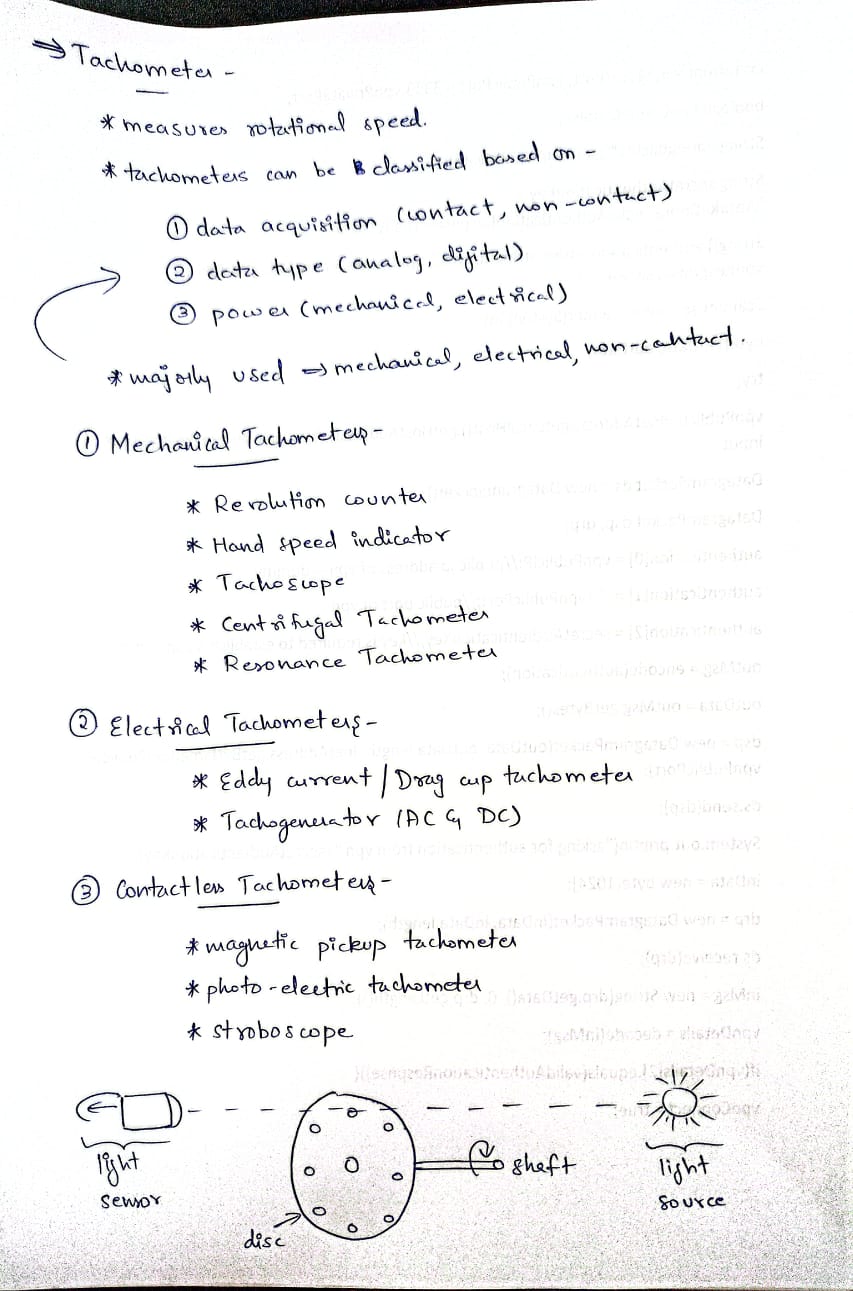 ⇒ Tachometer -
* measures rotational speed.
* tachometers can be classified based on -
① data acquisition (contact, non-contact)
② data type (analog, digital)
③ power (mechanical, electrical)
* majorly used ⇒ mechanical, electrical, non-contact.
① Mechanical Tachometers -
* Revolution counter
* Hand speed indicator
* Tachoscope
* Centrifugal Tachometer
* Resonance Tachometer
② Electrical Tachometers -
* Eddy current / Drag cup tachometer
* Tachogenerator (AC & DC)
③ Contactless Tachometers -
* magnetic pickup tachometer
* photo-electric tachometer
* stroboscope
light sensor
disc
shaft
light source